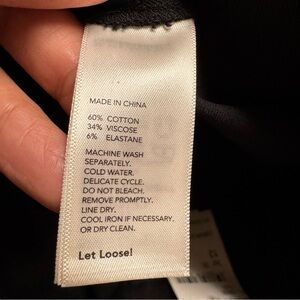 MADE IN CHINA
60% COTTON
34% VISCOSE
6% ELASTANE
MACHINE WASH
SEPARATELY.
COLD WATER.
DELICATE CYCLE.
DO NOT BLEACH.
REMOVE PROMPTLY.
LINE DRY.
COOL IRON IF NECESSARY.
OR DRY CLEAN.
Let Loose!